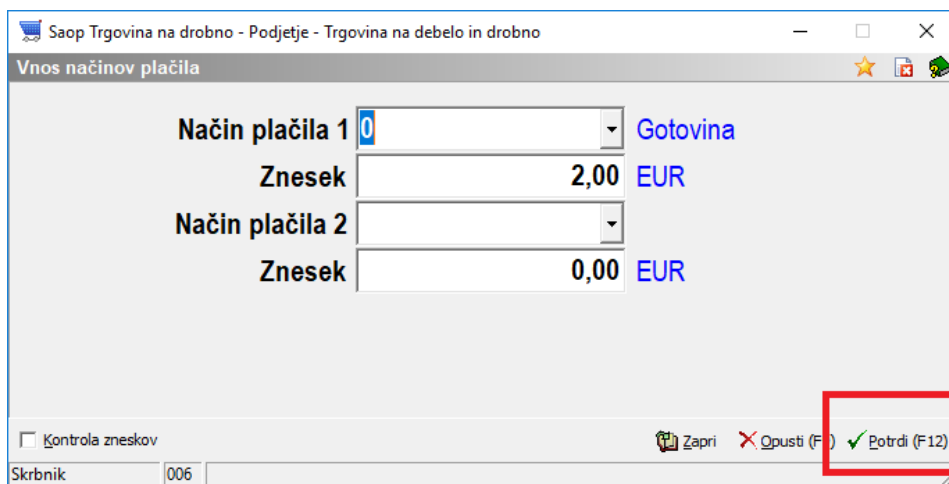 Saop Trgovina na drobno - Podjetje - Trgovina na debelo in drobno
Vnos načinov plačila
Način plačila 1 0 Gotovina
Znesek 2,00 EUR
Način plačila 2
Znesek 0,00 EUR
Kontrola zneskov Zapri Opusti (F Potrdi (F12)
Skrbnik 006